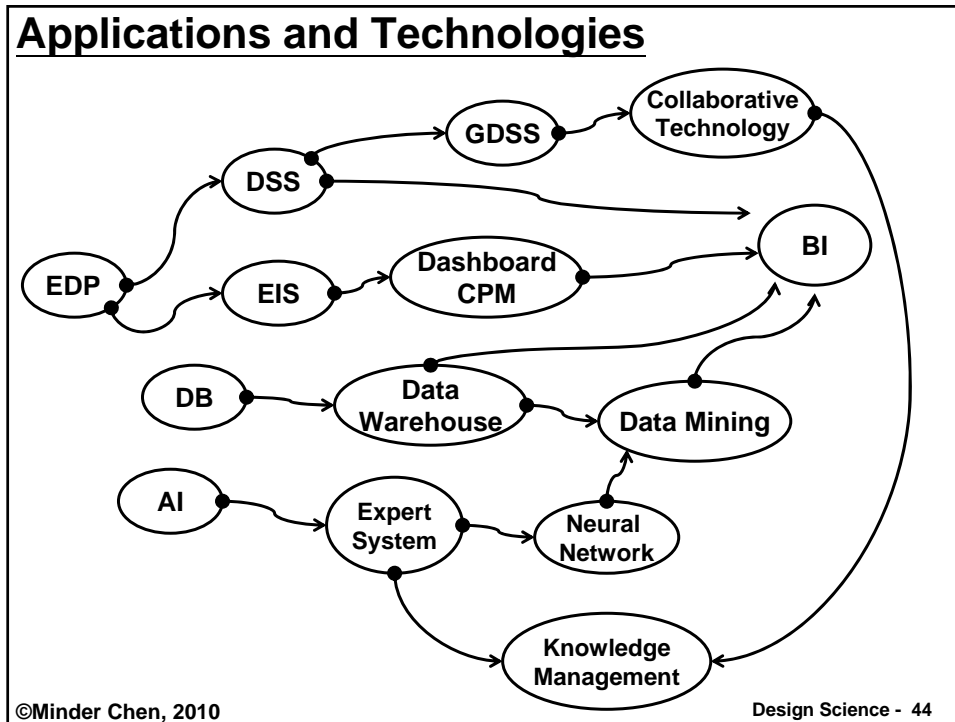 Applications and Technologies
Collaborative
Technology
GDSS
DSS
BI
Dashboard
CPM
EDP
EIS
DB
Data
Warehouse
Data Mining
AI
Expert
System
Neural
Network
Knowledge
Management
©Minder Chen, 2010
Design Science - 44